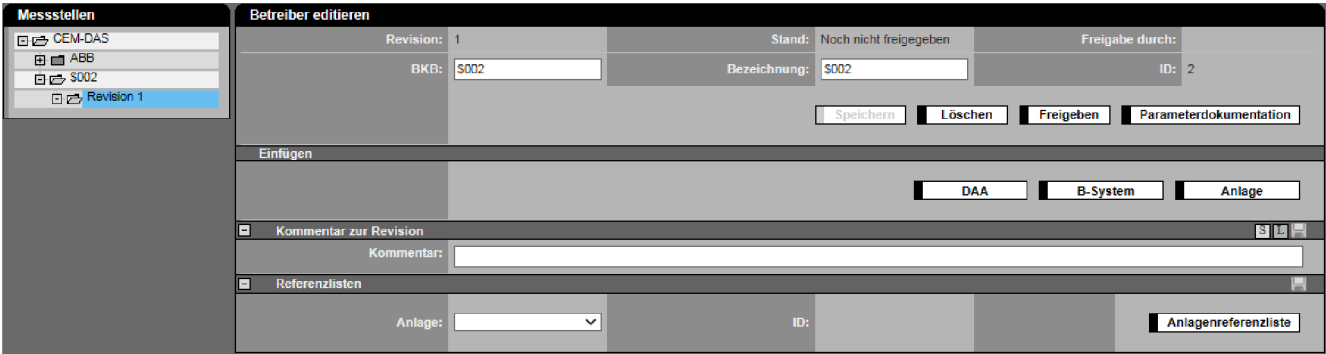 Messstellen
CEM-DAS
ABB
$002
Revision 1
Betreiber editieren
Revision: 1 Stand: Noch nicht freigegeben Freigabe durch:
BKB: $002 Bezeichnung: $002 ID: 2
Speichern Löschen Freigeben Parameterdokumentation
Einfügen
DAA B-System Anlage
Kommentar zur Revision S L
Kommentar:
Referenzlisten
Anlage: ID: Anlagenreferenzliste